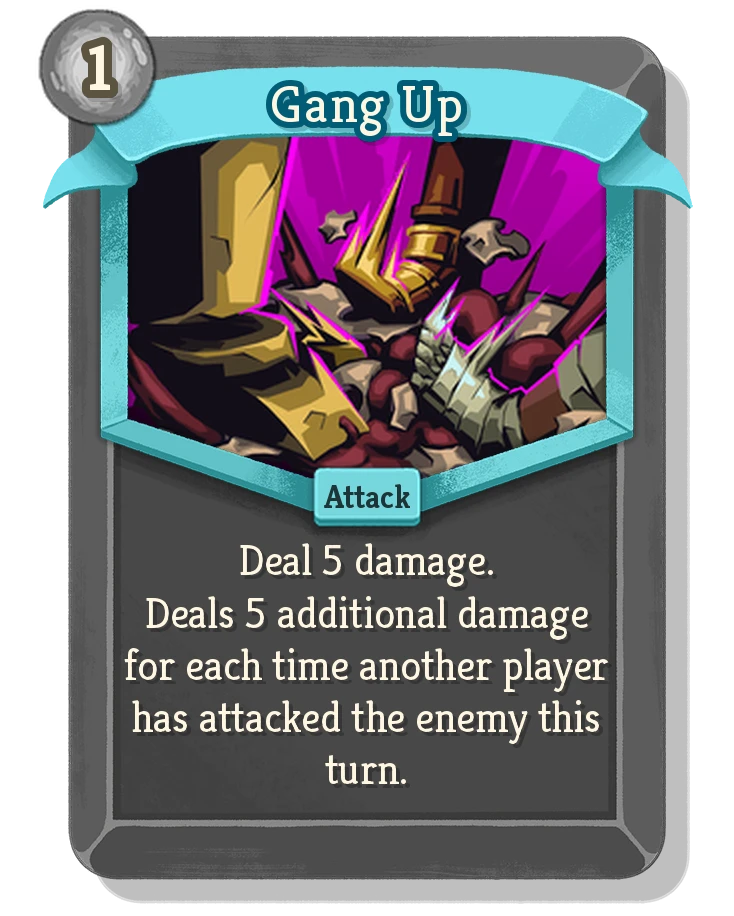 1
Gang Up
Attack
Deal 5 damage.
Deals 5 additional damage
for each time another player
has attacked the enemy this
turn.